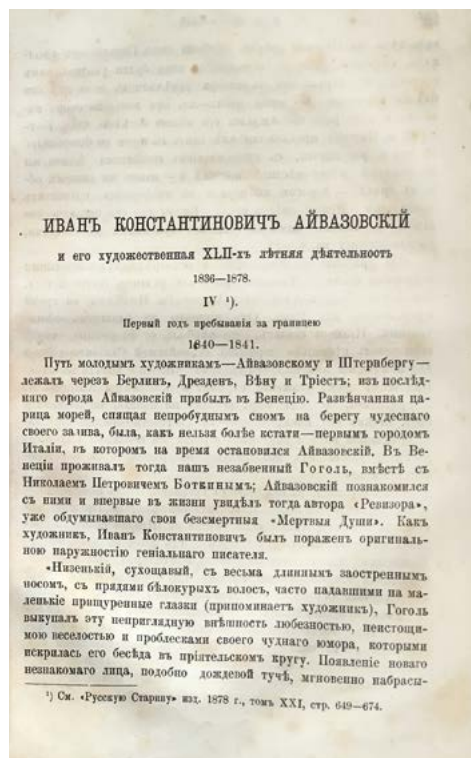 ИВАНЪ КОНСТАНТИНОВИЧЪ АЙВАЗОВСКІЙ
и его художественная XLII-хъ лѣтняя дѣятельность
1836—1878.
IV ¹).
Первый годъ пребыванія за границею
1840—1841.
Путь молодымъ художникамъ—Айвазовскому и Штернбергу—
лежалъ черезъ Берлинъ, Дрезденъ, Вѣну и Тріестъ; изъ послѣд-
няго города Айвазовскій прибылъ въ Венецію. Развѣнчанная ца-
рица морей, спящая непробуднымъ сномъ на берегу чудеснаго
своего залива, была, какъ нельзя болѣе кстати—первымъ городомъ
Италіи, въ которомъ на время остановился Айвазовскій. Въ Ве-
неціи проживалъ тогда нашъ незабвенный Гоголь, вмѣстѣ съ
Николаемъ Петровичемъ Боткинымъ; Айвазовскій познакомился
съ ними и впервые въ жизни увидѣлъ тогда автора «Ревизора»,
уже обдумывавшаго свои безсмертныя «Мертвыя Души». Какъ
художникъ, Иванъ Константиновичъ былъ пораженъ оригиналь-
ною наружностію геніальнаго писателя.
«Низенькій, сухощавый, съ весьма длиннымъ заостреннымъ
носомъ, съ прядями бѣлокурыхъ волосъ, часто падавшими на ма-
ленькіе прищуренные глазки (припоминаетъ художникъ), Гоголь
выкупалъ эту неприглядную внѣшность любезностью, неистощи-
мою веселостью и проблесками своего чуднаго юмора, которыми
искрилась его бесѣда въ пріятельскомъ кругу. Появленіе новаго
незнакомаго лица, подобно дождевой тучѣ, мгновенно набрасы-
¹) См. «Русскую Старину» изд. 1878 г., томъ XXI, стр. 649—674.